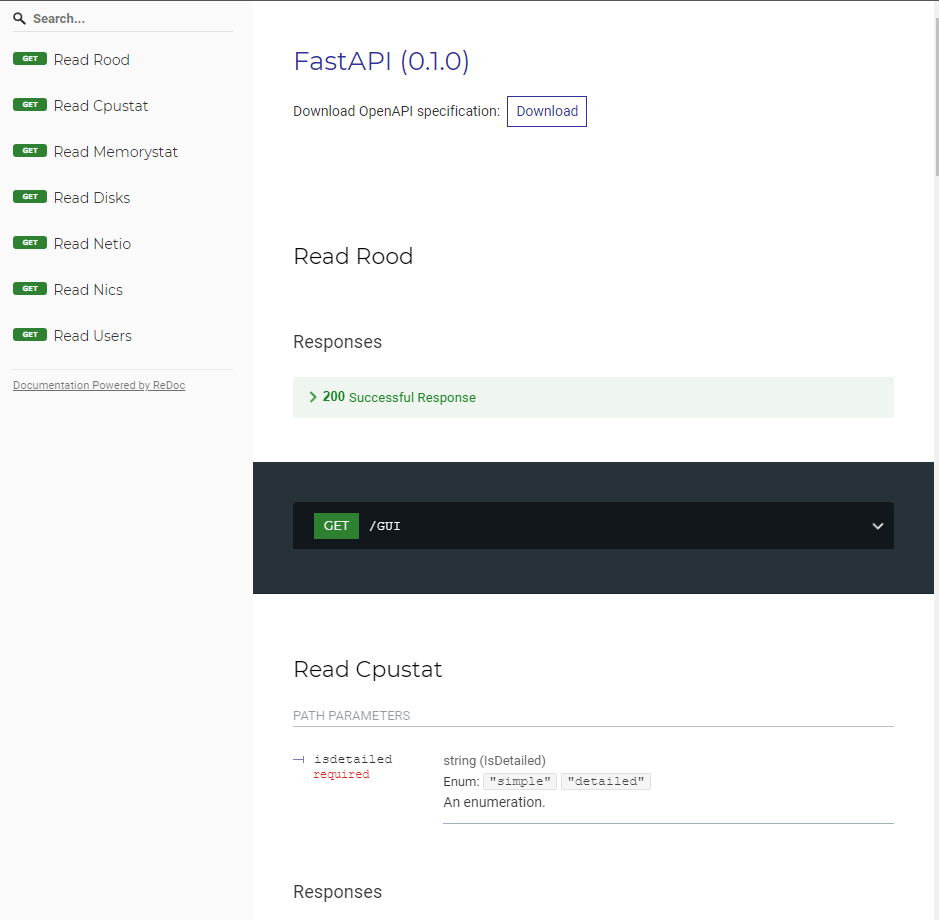 Search...
GET Read Rood
GET Read Cpustat
GET Read Memorystat
GET Read Disks
GET Read Netio
GET Read Nics
GET Read Users
Documentation Powered by ReDoc
FastAPI (0.1.0)
Download OpenAPI specification: Download
Read Rood
Responses
200 Successful Response
GET /GUI
Read Cpustat
PATH PARAMETERS
isdetailed
required
string (IsDetailed)
Enum: "simple" "detailed"
An enumeration.
Responses